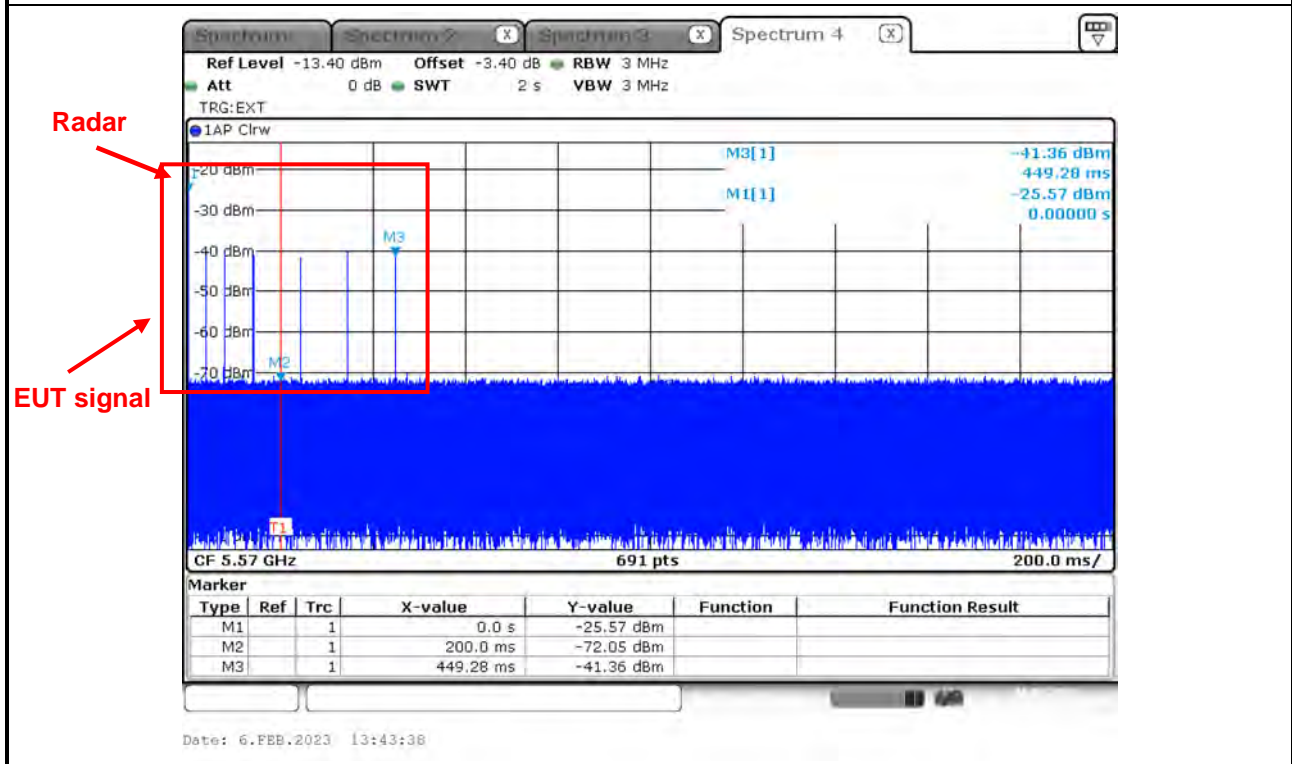 Spectrum Spectrum 2 X Spectrum 3 X Spectrum 4 X
Ref Level -13.40 dBm Offset -3.40 dB RBW 3 MHz
Att 0 dB SWT 2 s VBW 3 MHz
TRG:EXT
1AP Clrw
Radar
EUT signal
M3[1] -41.36 dBm
449.28 ms
M1[1] -25.57 dBm
0.00000 s
-20 dBm
-30 dBm
M3
-40 dBm
-50 dBm
-60 dBm
M2
-70 dBm
T1
CF 5.57 GHz 691 pts 200.0 ms/
Marker
Type Ref Trc X-value Y-value Function Function Result
M1 1 0.0 s -25.57 dBm
M2 1 200.0 ms -72.05 dBm
M3 1 449.28 ms -41.36 dBm
Date: 6.FEB.2023 13:43:38